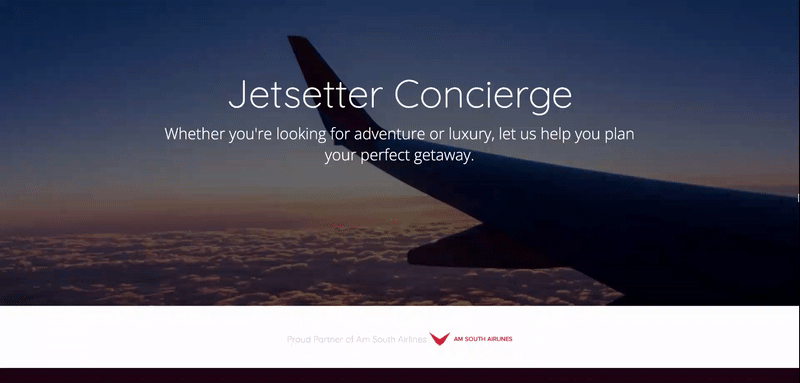 Jetsetter Concierge
Whether you're looking for adventure or luxury, let us help you plan
your perfect getaway.
Proud Partner of Am South Airlines AM SOUTH AIRLINES